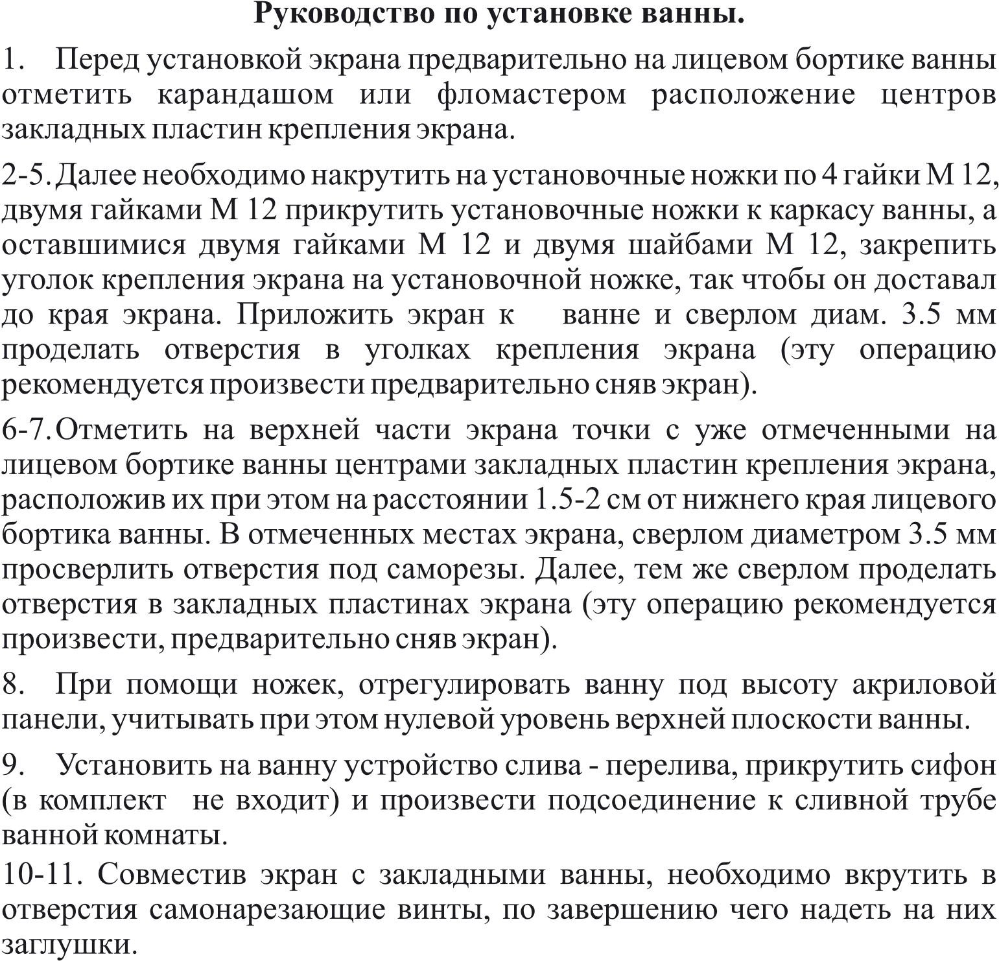 Руководство по установке ванны.
1. Перед установкой экрана предварительно на лицевом бортике ванны
отметить карандашом или фломастером расположение центров
закладных пластин крепления экрана.
2-5. Далее необходимо накрутить на установочные ножки по 4 гайки М 12,
двумя гайками М 12 прикрутить установочные ножки к каркасу ванны, а
оставшимися двумя гайками М 12 и двумя шайбами М 12, закрепить
уголок крепления экрана на установочной ножке, так чтобы он доставал
до края экрана. Приложить экран к ванне и сверлом диам. 3.5 мм
проделать отверстия в уголках крепления экрана (эту операцию
рекомендуется произвести предварительно сняв экран).
6-7. Отметить на верхней части экрана точки с уже отмеченными на
лицевом бортике ванны центрами закладных пластин крепления экрана,
расположив их при этом на расстоянии 1.5-2 см от нижнего края лицевого
бортика ванны. В отмеченных местах экрана, сверлом диаметром 3.5 мм
просверлить отверстия под саморезы. Далее, тем же сверлом проделать
отверстия в закладных пластинах экрана (эту операцию рекомендуется
произвести, предварительно сняв экран).
8. При помощи ножек, отрегулировать ванну под высоту акриловой
панели, учитывать при этом нулевой уровень верхней плоскости ванны.
9. Установить на ванну устройство слива - перелива, прикрутить сифон
(в комплект не входит) и произвести подсоединение к сливной трубе
ванной комнаты.
10-11. Совместив экран с закладными ванны, необходимо вкрутить в
отверстия самонарезающие винты, по завершению чего надеть на них
заглушки.